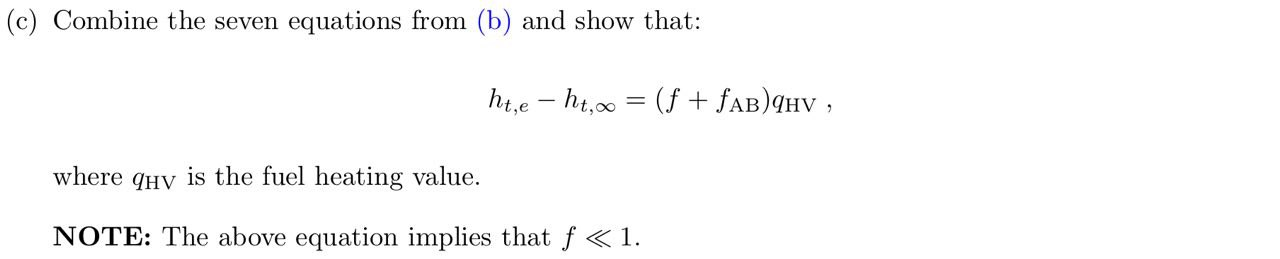 (c) Combine the seven equations from (b) and show that:
h_{t,e} − h_{t,∞} = (f + f_{AB})q_{HV} ,
where q_{HV} is the fuel heating value.
NOTE: The above equation implies that f ≪ 1.